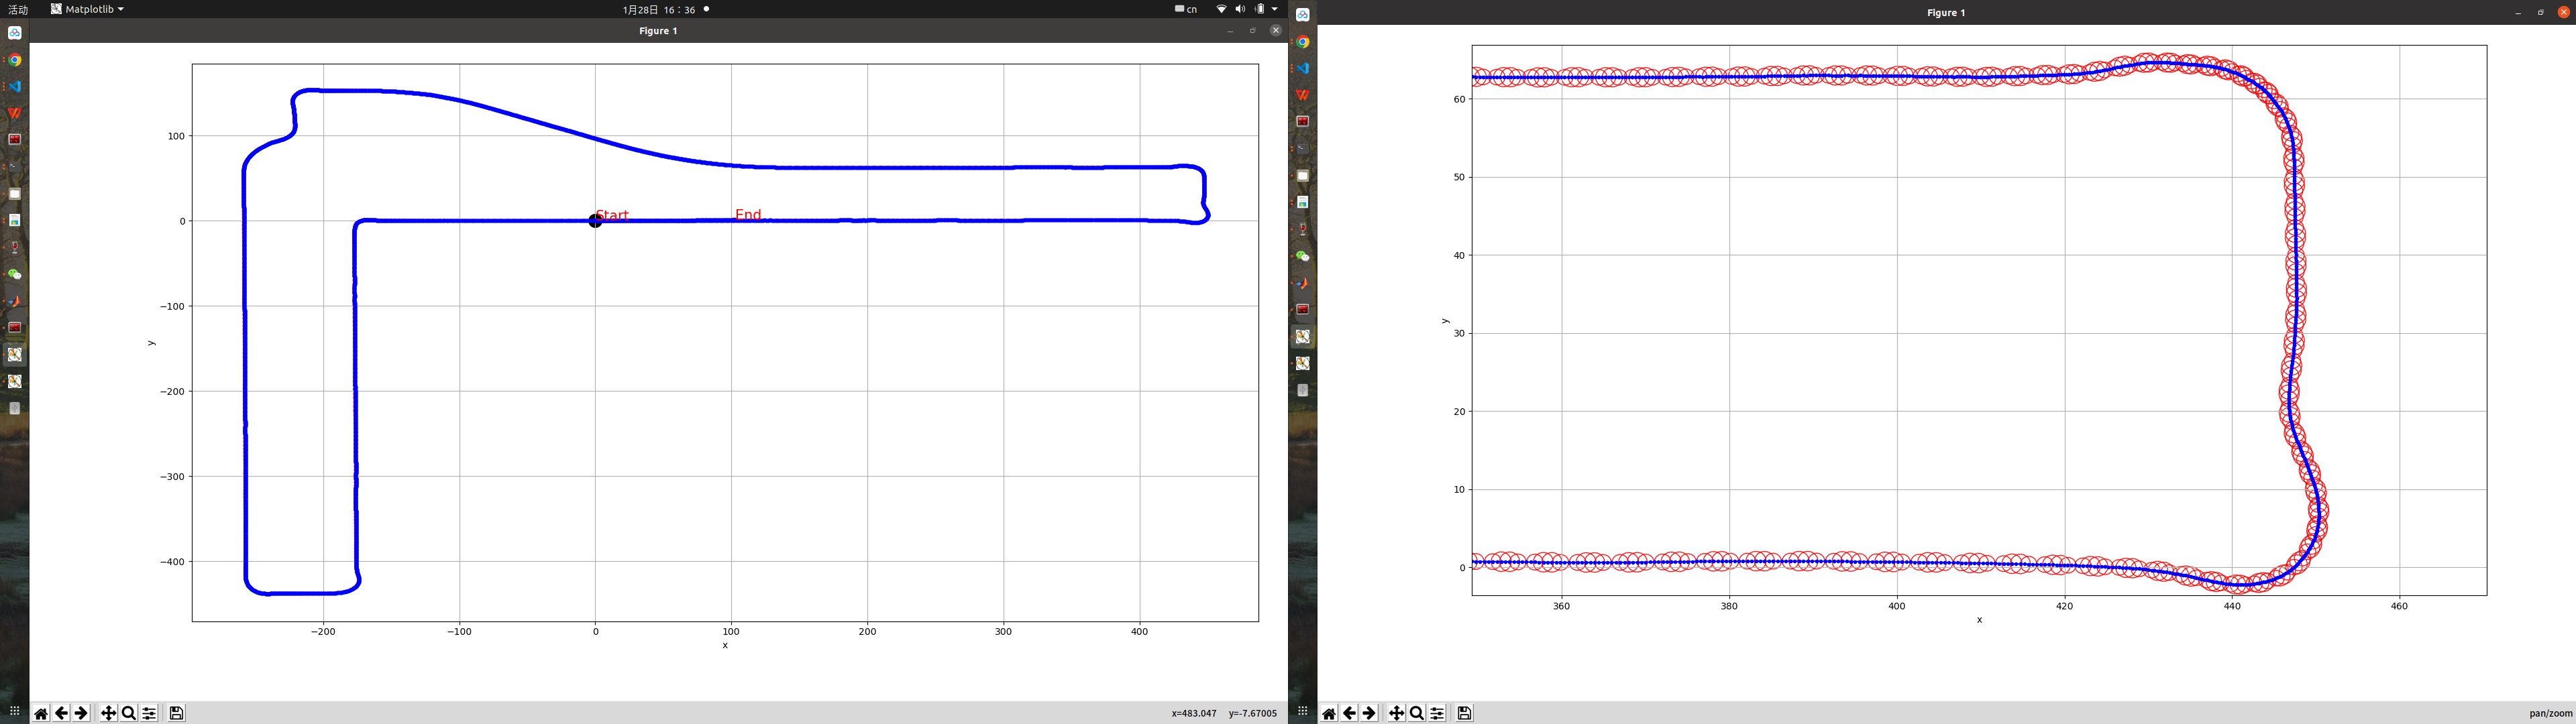 活动 Matplotlib 1月28日 16：36 cn
Figure 1
100
0
−100
−200
−300
−400
y
Start
End
−200 −100 0 100 200 300 400
x
x=483.047 y=-7.67005
Figure 1
60
50
40
30
20
10
0
y
360 380 400 420 440 460
x
pan/zoom